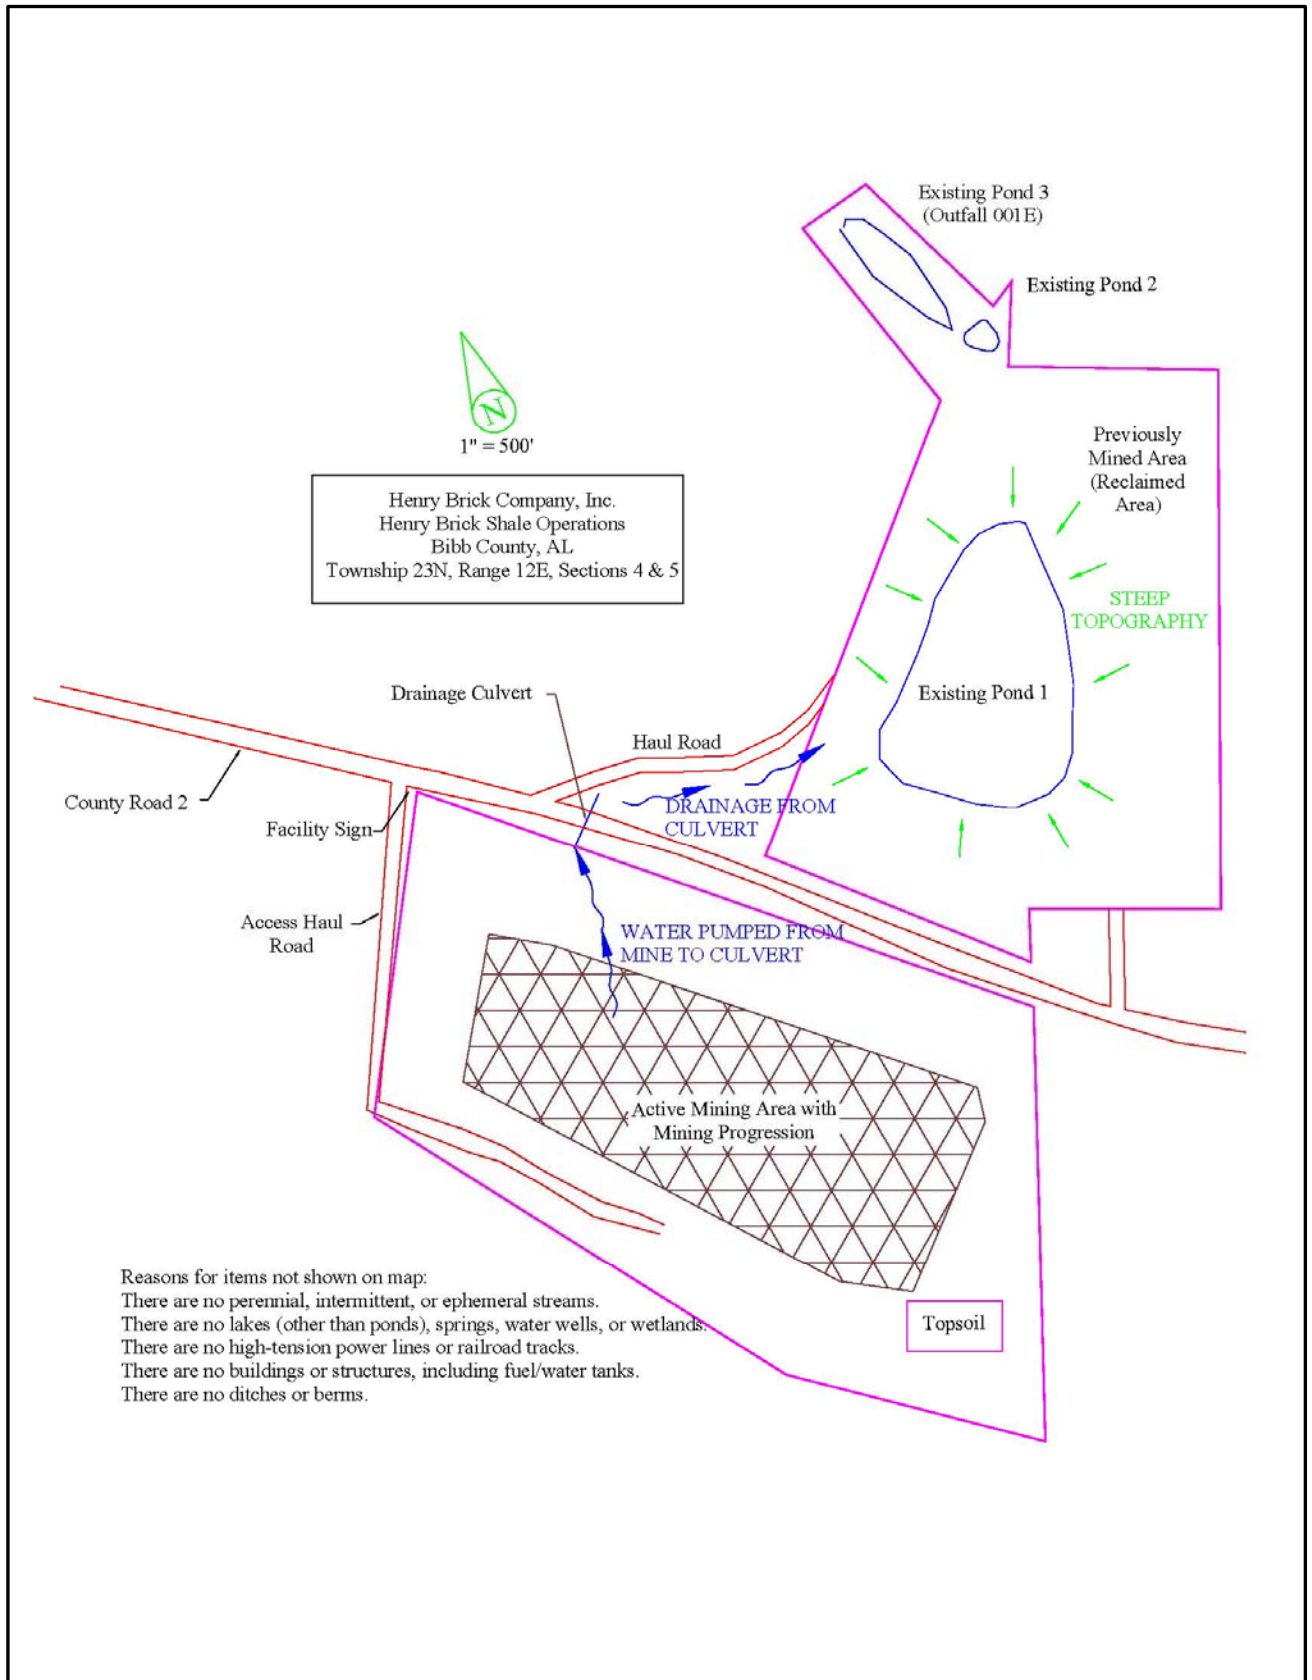 Existing Pond 3
(Outfall 001E)
Existing Pond 2
N
1" = 500'
Previously
Mined Area
(Reclaimed
Area)
Henry Brick Company, Inc.
Henry Brick Shale Operations
Bibb County, AL
Township 23N, Range 12E, Sections 4 & 5
STEEP
TOPOGRAPHY
Drainage Culvert
Existing Pond 1
Haul Road
County Road 2
DRAINAGE FROM
CULVERT
Facility Sign
Access Haul
Road
WATER PUMPED FROM
MINE TO CULVERT
Active Mining Area with
Mining Progression
Reasons for items not shown on map:
There are no perennial, intermittent, or ephemeral streams.
There are no lakes (other than ponds), springs, water wells, or wetlands.
There are no high-tension power lines or railroad tracks.
There are no buildings or structures, including fuel/water tanks.
There are no ditches or berms.
Topsoil